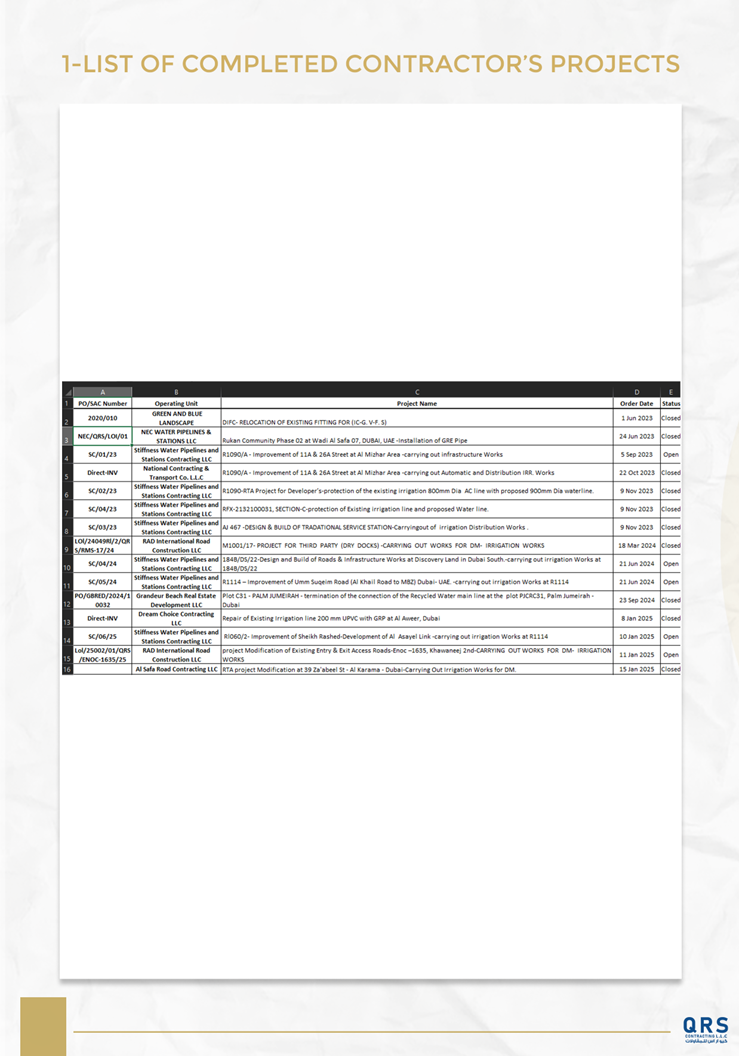 1-LIST OF COMPLETED CONTRACTOR'S PROJECTS
A B C D E
1 PO/SAC Number Operating Unit Project Name Order Date Status
GREEN AND BLUE
2 2020/010 LANDSCAPE DIFC- RELOCATION OF EXISTING FITTING FOR (IC-G. V-F. S) 1 Jun 2023 Closed
NEC WATER PIPELINES &
3 NEC/QRS/LOI/01 STATIONS LLC Rukan Community Phase 02 at Wadi Al Safa 07, DUBAI, UAE -Installation of GRE Pipe 24 Jun 2023 Closed
Stiffness Water Pipelines and
4 SC/01/23 Stations Contracting LLC R1090/A - Improvement of 11A & 26A Street at Al Mizhar Area -carrying out Infrastructure Works 5 Sep 2023 Open
National Contracting &
5 Direct-INV Transport Co. L.L.C R1090/A - Improvement of 11A & 26A Street at Al Mizhar Area -carrying out Automatic and Distribution IRR. Works 22 Oct 2023 Closed
Stiffness Water Pipelines and
6 SC/02/23 Stations Contracting LLC R1090-RTA Project for Developer's-protection of the existing irrigation 800mm Dia AC line with proposed 900mm Dia waterline. 9 Nov 2023 Closed
Stiffness Water Pipelines and
7 SC/04/23 Stations Contracting LLC RFX-2132100031, SECTION-C-protection of Existing irrigation line and proposed Water line. 9 Nov 2023 Closed
Stiffness Water Pipelines and
8 SC/03/23 Stations Contracting LLC AJ 467 -DESIGN & BUILD OF TRADATIONAL SERVICE STATION-Carryingout of irrigation Distribution Works . 9 Nov 2023 Closed
LOI/24049RI/2/QR RAD International Road
9 S/RMS-17/24 Construction LLC M1001/17- PROJECT FOR THIRD PARTY (DRY DOCKS) -CARRYING OUT WORKS FOR DM- IRRIGATION WORKS 18 Mar 2024 Closed
Stiffness Water Pipelines and 184B/DS/22-Design and Build of Roads & Infrastructure Works at Discovery Land in Dubai South.-carrying out irrigation Works at
10 SC/04/24 Stations Contracting LLC 184B/DS/22 21 Jun 2024 Open
Stiffness Water Pipelines and
11 SC/05/24 Stations Contracting LLC R1114 – Improvement of Umm Suqeim Road (Al Khail Road to MBZ) Dubai- UAE. -carrying out irrigation Works at R1114 21 Jun 2024 Open
PO/GBRED/2024/1 Grandeur Beach Real Estate Plot C31 - PALM JUMEIRAH - termination of the connection of the Recycled Water main line at the plot PJCRC31, Palm Jumeirah -
12 0032 Development LLC Dubai 23 Sep 2024 Closed
Dream Choice Contracting
13 Direct-INV LLC Repair of Existing Irrigation line 200 mm UPVC with GRP at Al Aweer, Dubai 8 Jan 2025 Closed
Stiffness Water Pipelines and
14 SC/06/25 Stations Contracting LLC RI060/2- Improvement of Sheikh Rashed-Development of Al Asayel Link -carrying out irrigation Works at R1114 10 Jan 2025 Open
LoI/25002/01/QRS RAD International Road project Modification of Existing Entry & Exit Access Roads-Enoc –1635, Khawaneej 2nd-CARRYING OUT WORKS FOR DM- IRRIGATION
15 /ENOC-1635/25 Construction LLC WORKS 11 Jan 2025 Open
16 Al Safa Road Contracting LLC RTA project Modification at 39 Za'abeel St - Al Karama - Dubai-Carrying Out Irrigation Works for DM. 15 Jan 2025 Closed
QRS
CONTRACTING L.L.C
كيو ار اس للمقاولات